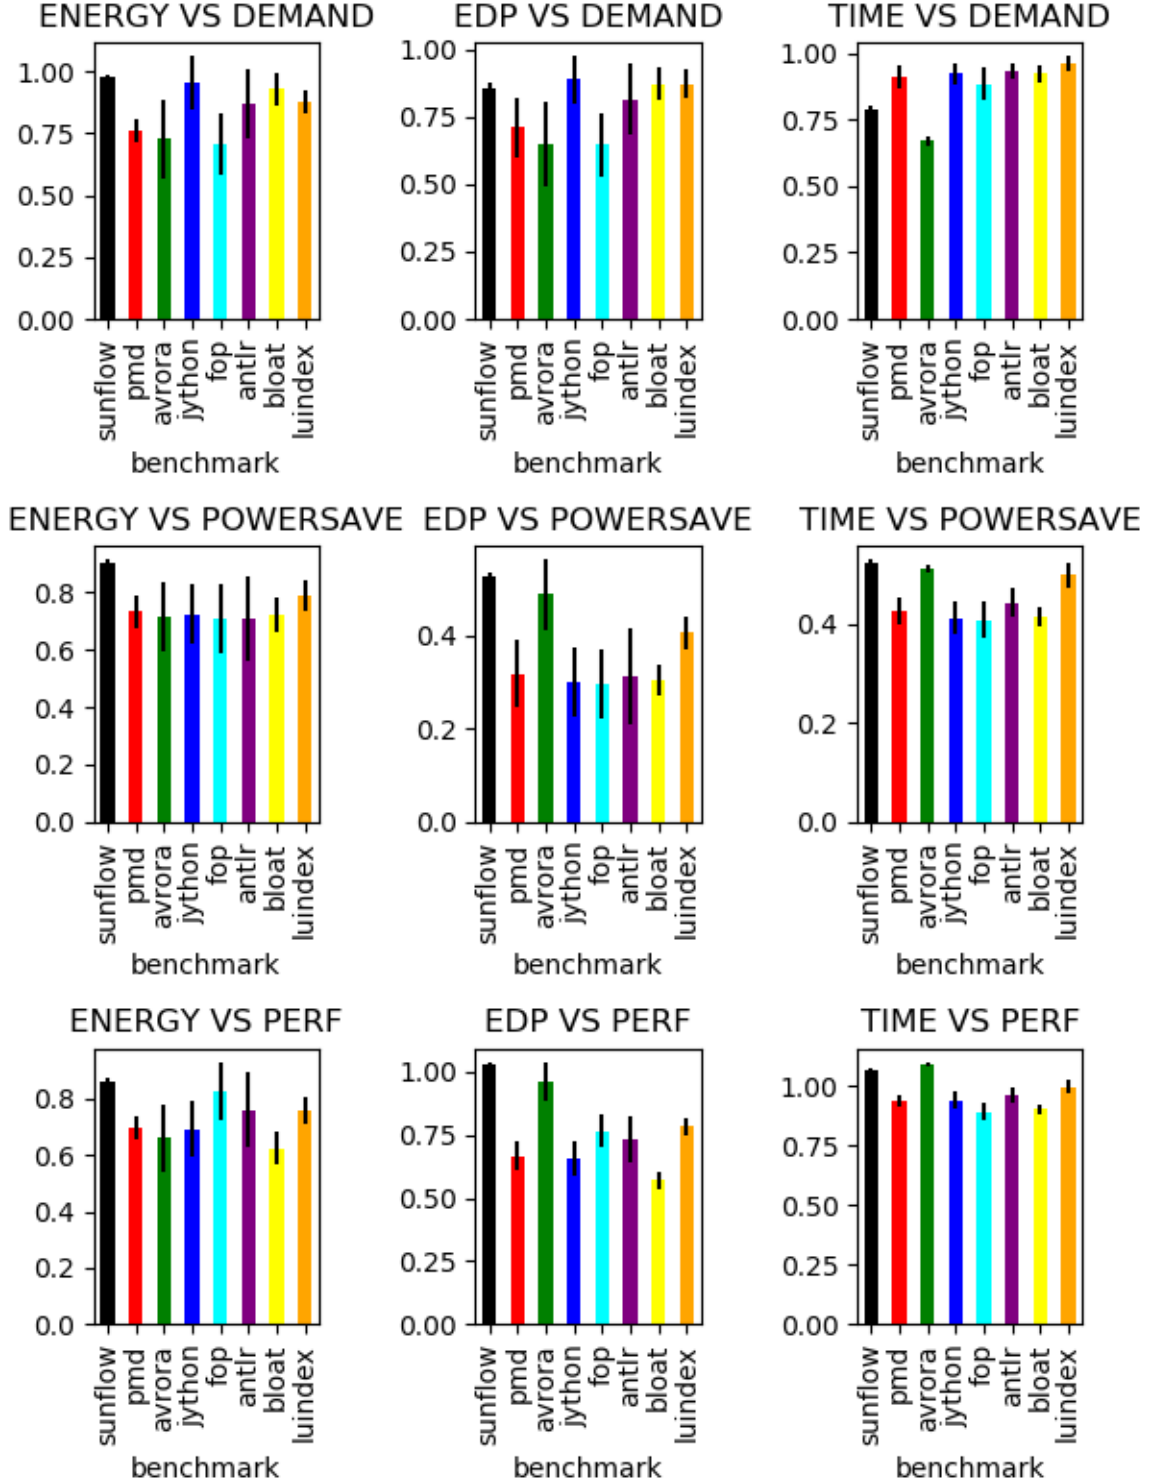 ENERGY VS DEMAND
1.00
0.75
0.50
0.25
0.00
sunflow
pmd
avrora
jython
fop
antlr
bloat
luindex
benchmark
EDP VS DEMAND
1.00
0.75
0.50
0.25
0.00
sunflow
pmd
avrora
jython
fop
antlr
bloat
luindex
benchmark
TIME VS DEMAND
1.00
0.75
0.50
0.25
0.00
sunflow
pmd
avrora
jython
fop
antlr
bloat
luindex
benchmark
ENERGY VS POWERSAVE
0.8
0.6
0.4
0.2
0.0
sunflow
pmd
avrora
jython
fop
antlr
bloat
luindex
benchmark
EDP VS POWERSAVE
0.4
0.2
0.0
sunflow
pmd
avrora
jython
fop
antlr
bloat
luindex
benchmark
TIME VS POWERSAVE
0.4
0.2
0.0
sunflow
pmd
avrora
jython
fop
antlr
bloat
luindex
benchmark
ENERGY VS PERF
0.8
0.6
0.4
0.2
0.0
sunflow
pmd
avrora
jython
fop
antlr
bloat
luindex
benchmark
EDP VS PERF
1.00
0.75
0.50
0.25
0.00
sunflow
pmd
avrora
jython
fop
antlr
bloat
luindex
benchmark
TIME VS PERF
1.00
0.75
0.50
0.25
0.00
sunflow
pmd
avrora
jython
fop
antlr
bloat
luindex
benchmark